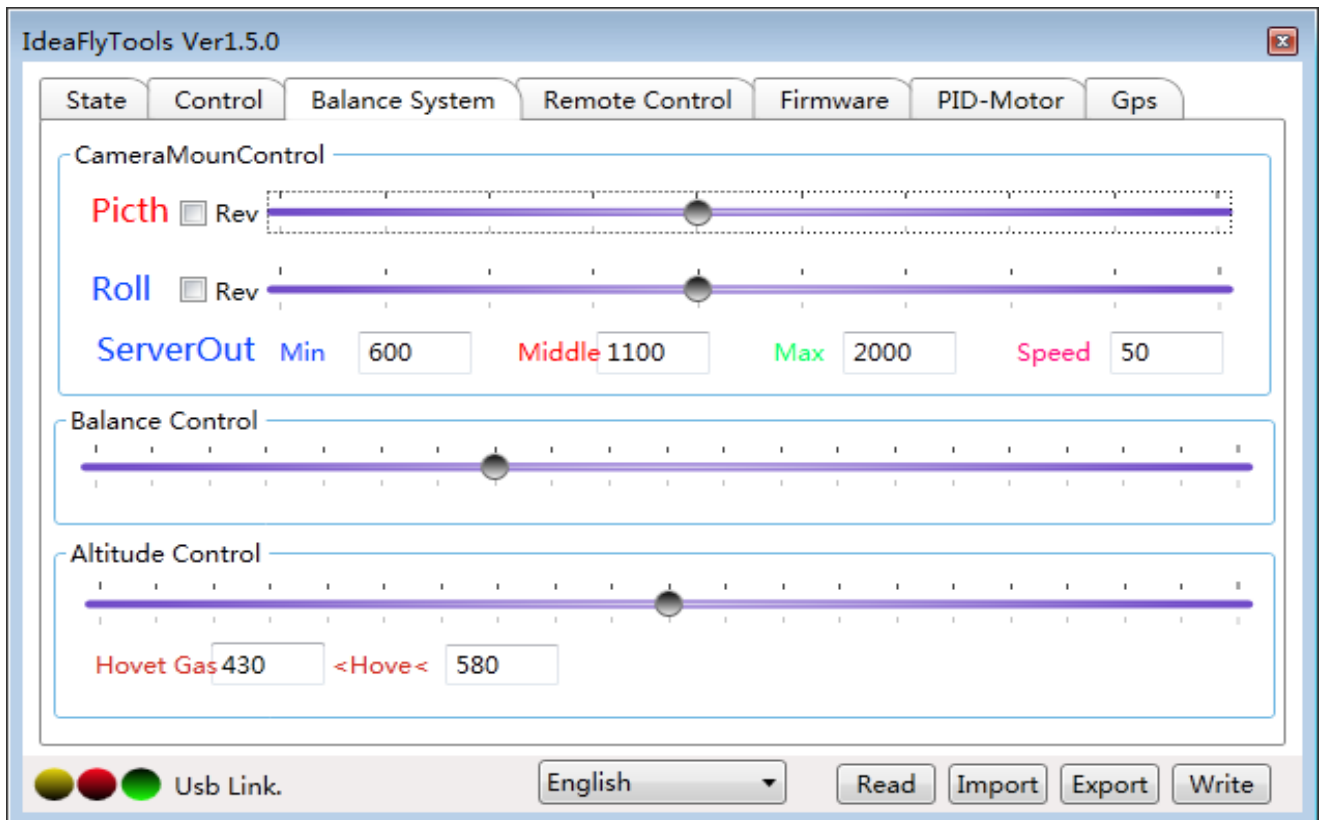 IdeaFlyTools Ver1.5.0
State Control Balance System Remote Control Firmware PID-Motor Gps
CameraMounControl
Picth Rev
Roll Rev
ServerOut Min 600 Middle 1100 Max 2000 Speed 50
Balance Control
Altitude Control
Hovet Gas 430 <Hove< 580
Usb Link. English Read Import Export Write